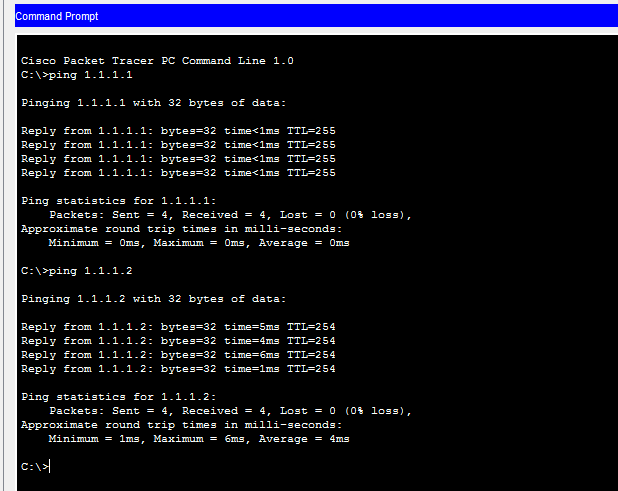 Command Prompt
Cisco Packet Tracer PC Command Line 1.0
C:\>ping 1.1.1.1
Pinging 1.1.1.1 with 32 bytes of data:
Reply from 1.1.1.1: bytes=32 time<1ms TTL=255
Reply from 1.1.1.1: bytes=32 time<1ms TTL=255
Reply from 1.1.1.1: bytes=32 time<1ms TTL=255
Reply from 1.1.1.1: bytes=32 time<1ms TTL=255
Ping statistics for 1.1.1.1:
Packets: Sent = 4, Received = 4, Lost = 0 (0% loss),
Approximate round trip times in milli-seconds:
Minimum = 0ms, Maximum = 0ms, Average = 0ms
C:\>ping 1.1.1.2
Pinging 1.1.1.2 with 32 bytes of data:
Reply from 1.1.1.2: bytes=32 time=5ms TTL=254
Reply from 1.1.1.2: bytes=32 time=4ms TTL=254
Reply from 1.1.1.2: bytes=32 time=6ms TTL=254
Reply from 1.1.1.2: bytes=32 time=1ms TTL=254
Ping statistics for 1.1.1.2:
Packets: Sent = 4, Received = 4, Lost = 0 (0% loss),
Approximate round trip times in milli-seconds:
Minimum = 1ms, Maximum = 6ms, Average = 4ms
C:\>